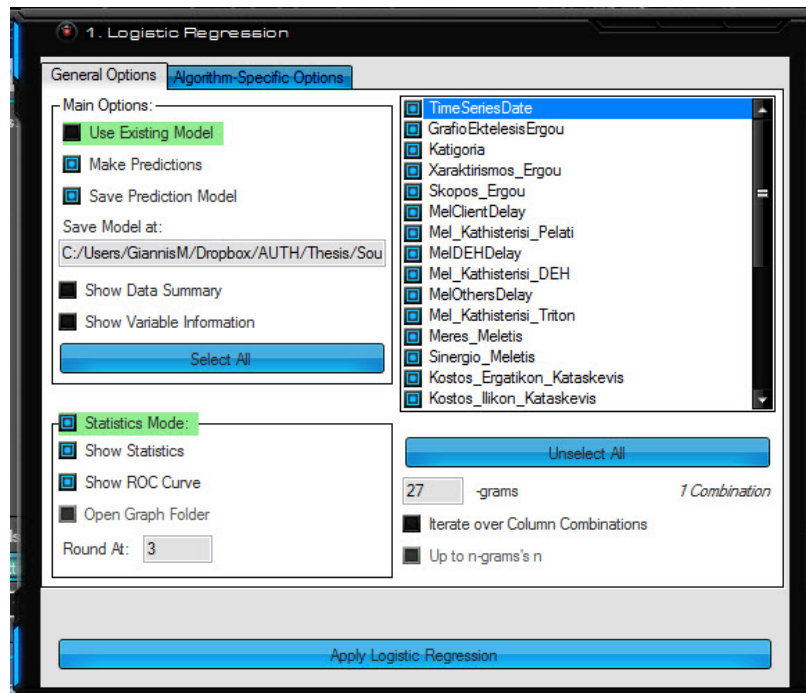 1. Logistic Regression
General Options
Algorithm-Specific Options
Main Options:
Use Existing Model
Make Predictions
Save Prediction Model
Save Model at:
C:/Users/GiannisM/Dropbox/AUTH/Thesis/Sou
Show Data Summary
Show Variable Information
Select All
Statistics Mode:
Show Statistics
Show ROC Curve
Open Graph Folder
Round At: 3
TimeSeriesDate
GrafioEktelesisErgou
Katigoria
Xaraktirismos_Ergou
Skopos_Ergou
MelClientDelay
Mel_Kathisterisi_Pelati
MelDEHDelay
Mel_Kathisterisi_DEH
MelOthersDelay
Mel_Kathisterisi_Triton
Meres_Meletis
Sinergio_Meletis
Kostos_Ergatikon_Kataskevis
Kostos_Ilikon_Kataskevis
Unselect All
27 -grams 1 Combination
Iterate over Column Combinations
Up to n-grams's n
Apply Logistic Regression